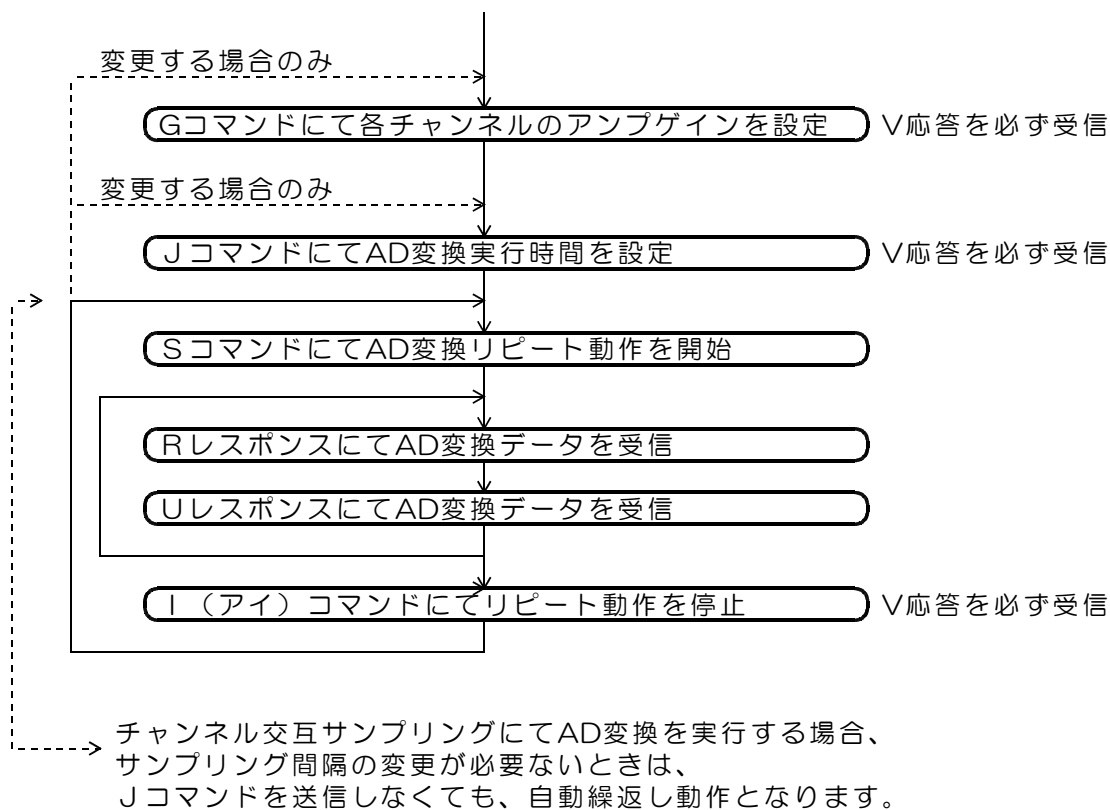 変更する場合のみ
Gコマンドにて各チャンネルのアンプゲインを設定 V応答を必ず受信
変更する場合のみ
JコマンドにてAD変換実行時間を設定 V応答を必ず受信
SコマンドにてAD変換リピート動作を開始
RレスポンスにてAD変換データを受信
UレスポンスにてAD変換データを受信
I（アイ）コマンドにてリピート動作を停止 V応答を必ず受信
チャンネル交互サンプリングにてAD変換を実行する場合、
サンプリング間隔の変更が必要ないときは、
Jコマンドを送信しなくても、自動繰返し動作となります。